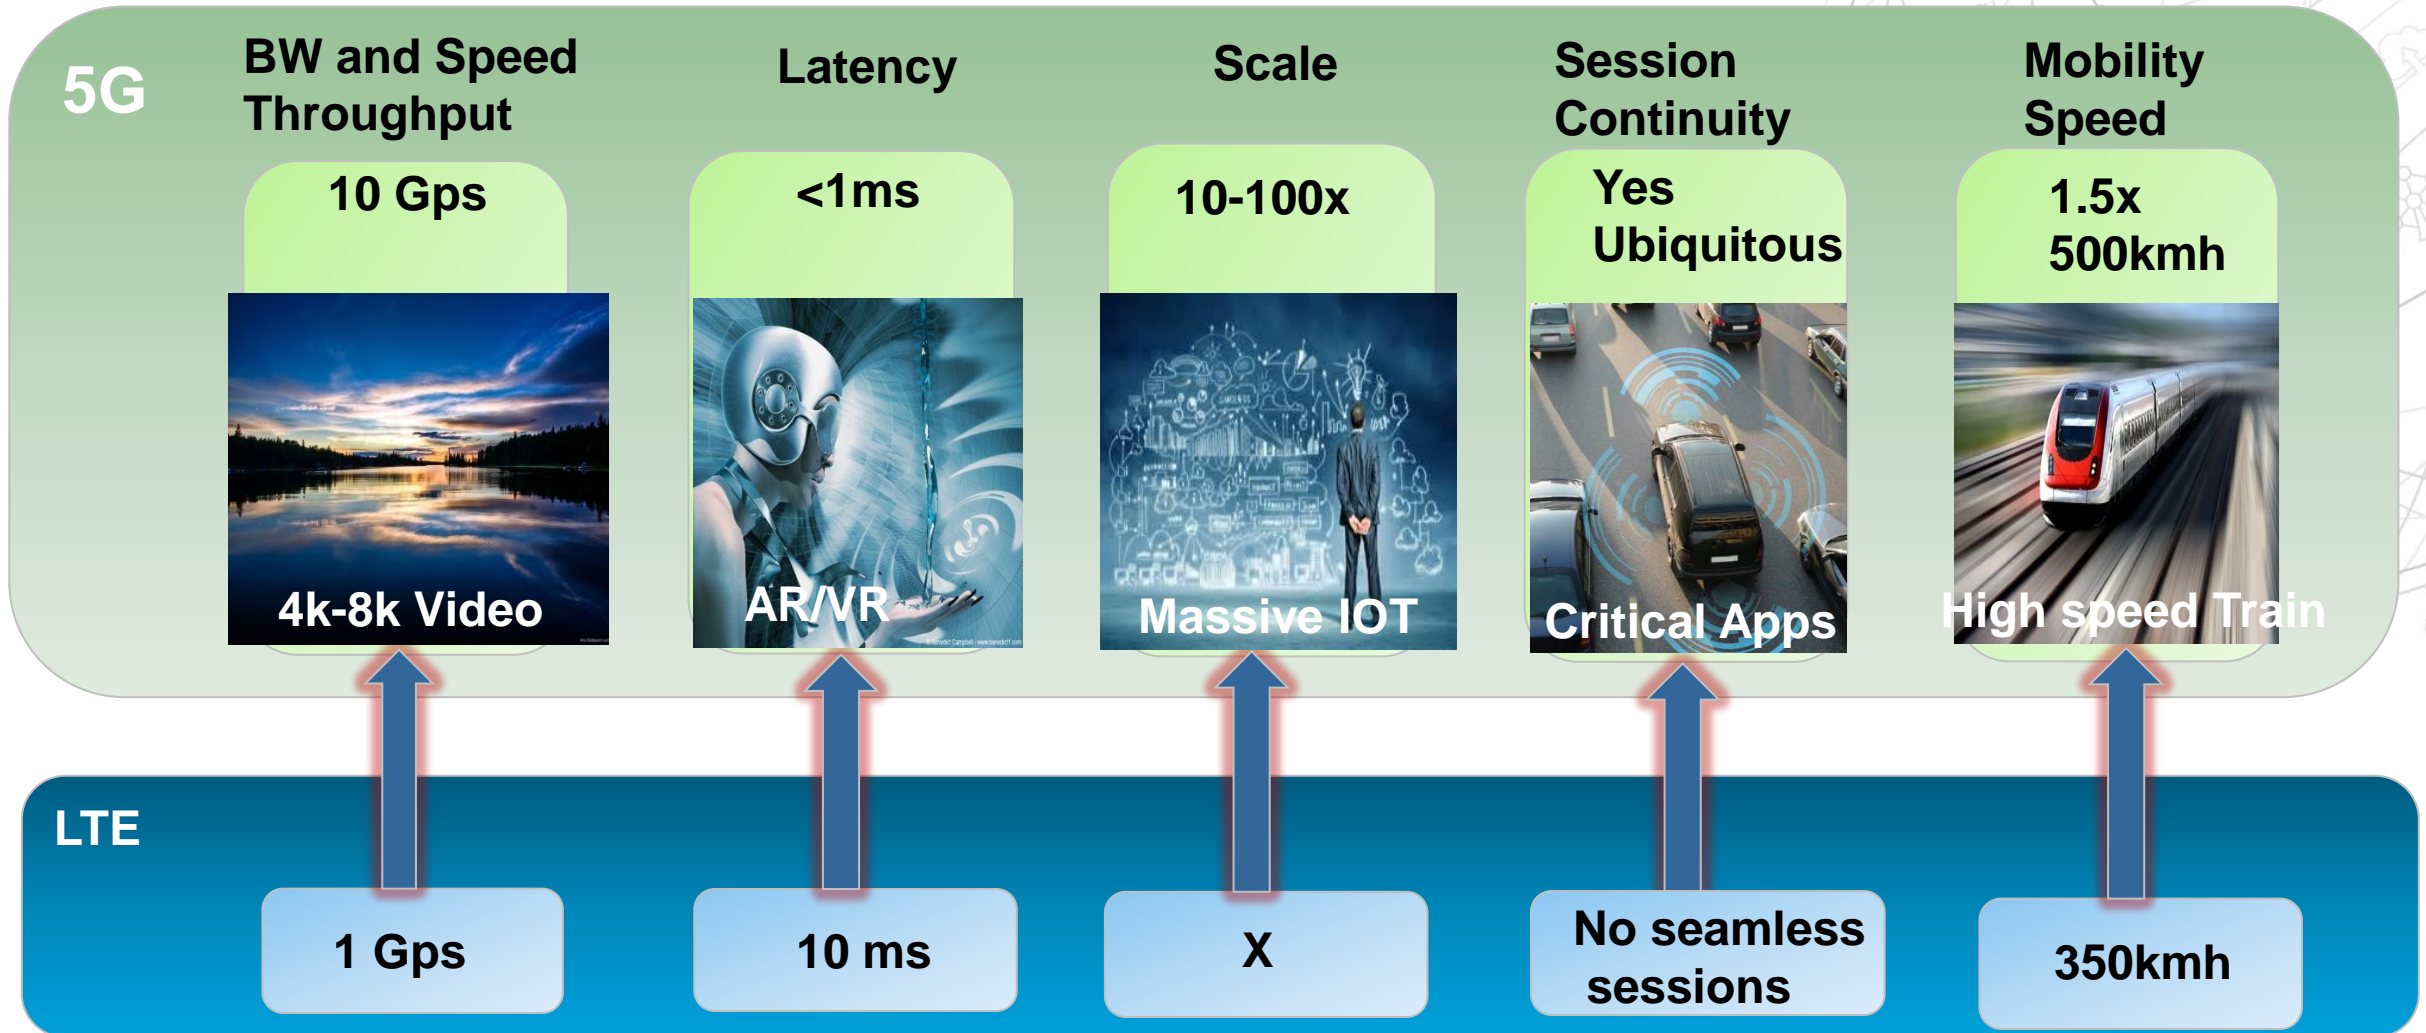 5G
BW and Speed
Throughput
Latency
Scale
Session
Continuity
Mobility
Speed
10 Gps
<1ms
10-100x
Yes
Ubiquitous
1.5x
500kmh
4k-8k Video
AR/VR
Massive IOT
Critical Apps
High speed Train
LTE
1 Gps
10 ms
X
No seamless
sessions
350kmh